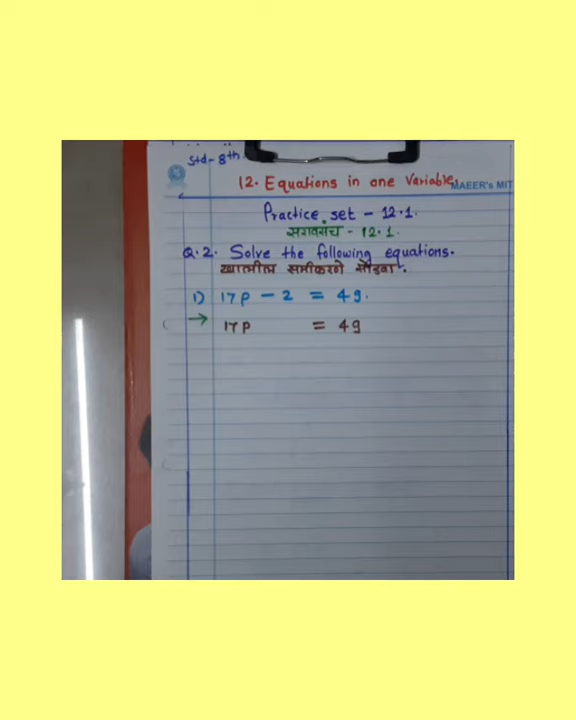 Std- 8th
12. Equations in one Variable.
MAEER's MIT
Practice set - 12.1.
सरावसंच - 12.1.
Q.2. Solve the following equations.
खालील समीकरणे सोडवा.
1) 17p - 2 = 49.
→ 17p = 49